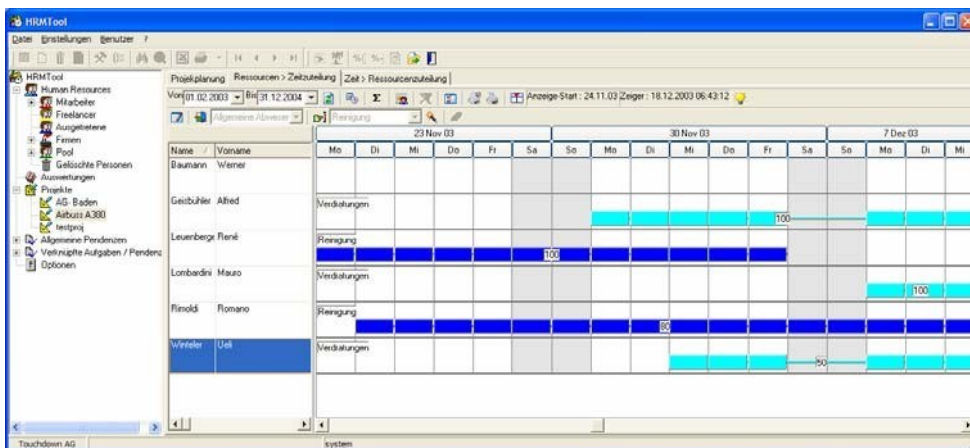 HRMTool
Datei Einstellungen Benutzer ?
HRMTool
Human Resources
Mitarbeiter
Freelancer
Ausgetretene
Firmen
Pool
Gelöschte Personen
Auswertungen
Projekte
AG- Baden
Airbuss A380
testproj
Allgemeine Pendenzen
Verknüpfte Aufgaben / Pendenz
Optionen
Projektplanung Ressourcen > Zeitzuteilung Zeit > Ressourcenzuteilung
Von 01.02.2003 Bis 31.12.2004 Σ Anzeige-Start : 24.11.03 Zeiger : 18.12.2003 06:43:12
Allgemeine Abwesen Reinigung
23 Nov 03 30 Nov 03 7 Dez 03
Name / Vorname Mo Di Mi Do Fr Sa So Mo Di Mi Do Fr Sa So Mo Di Mi
Baumann Werner
Geisbühler Alfred Verdratungen
100
Leuenberge René Reinigung
100
Lombardini Mauro Verdratungen
100
Rimoldi Romano Reinigung
80
Winteler Ueli Verdratungen
50
Touchdown AG system